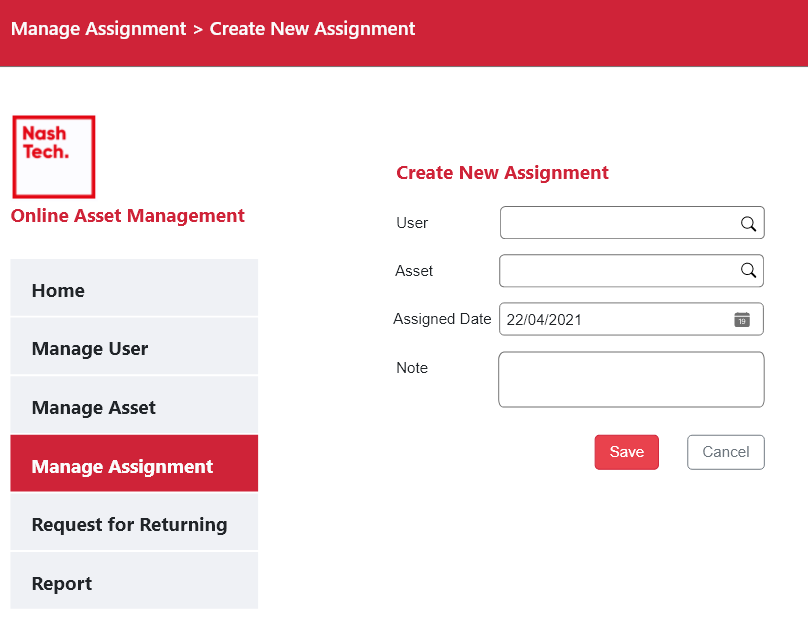 Manage Assignment > Create New Assignment
Nash
Tech.
Online Asset Management
Home
Manage User
Manage Asset
Manage Assignment
Request for Returning
Report
Create New Assignment
User
Asset
Assigned Date 22/04/2021 19
Note
Save Cancel